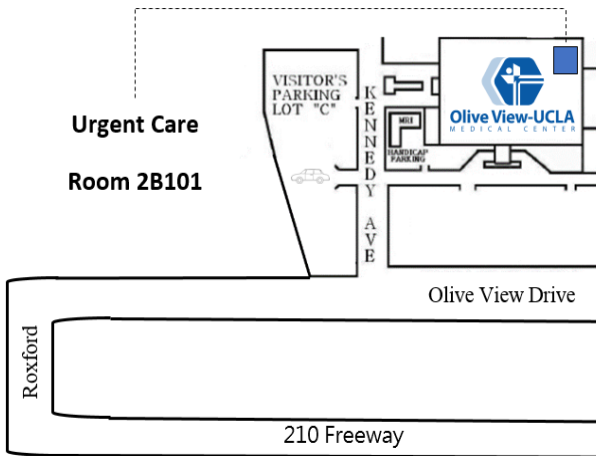 Olive View-UCLA
MEDICAL CENTER
VISITOR'S
PARKING
LOT "C"
KENNEDY AVE
MRI
HANDICAP
PARKING
Urgent Care
Room 2B101
Olive View Drive
Roxford
210 Freeway